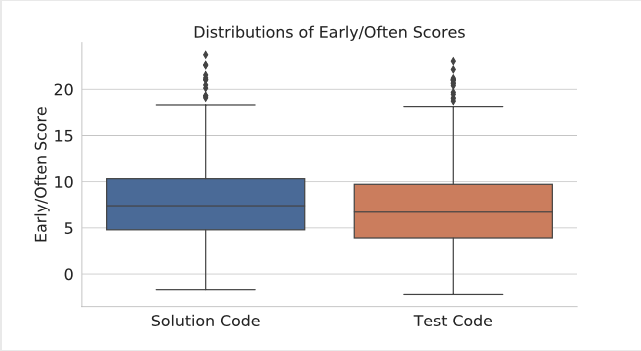 Distributions of Early/Often Scores
Early/Often Score
20
15
10
5
0
Solution Code
Test Code